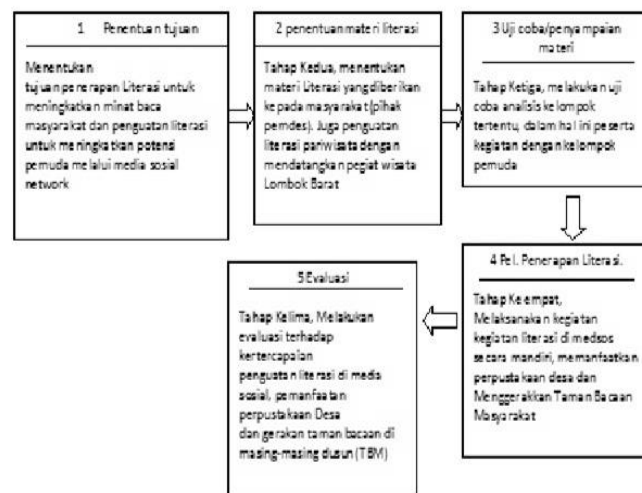 1 Penentuan tujuan
Menentukan
tujuan penerapan Literasi untuk
meningkatkan minat baca
masyarakat dan penguatan literasi
untuk meningkatkan potensi
pemuda melalui media sosial
network
2 penentuan materi literasi
Tahap Kedua, menentukan
materi Literasi yang diberikan
kepada masyarakat (pihak
pemdes). Juga penguatan
literasi pariwisata dengan
mendatangkan pegiat wisata
Lombok Barat
3 Uji coba/penyampaian
materi
Tahap Ketiga, melakukan uji
coba analisis kelompok
tertentu, dalam hal ini peserta
kegiatan dengan kelompok
pemuda
4 Pel. Penerapan Literasi.
Tahap Keempat,
Melaksanakan kegiatan
kegiatan literasi di medsos
secara mandiri, memanfaatkan
perpustakaan desa dan
Menggerakkan Taman Bacaan
Masyarakat
5 Evaluasi
Tahap Kelima, Melakukan
evaluasi terhadap
kertercapaian
penguatan literasi di media
sosial, pemanfaatan
perpustakaan Desa
dan gerakan taman bacaan di
masing-masing dusun (TBM)